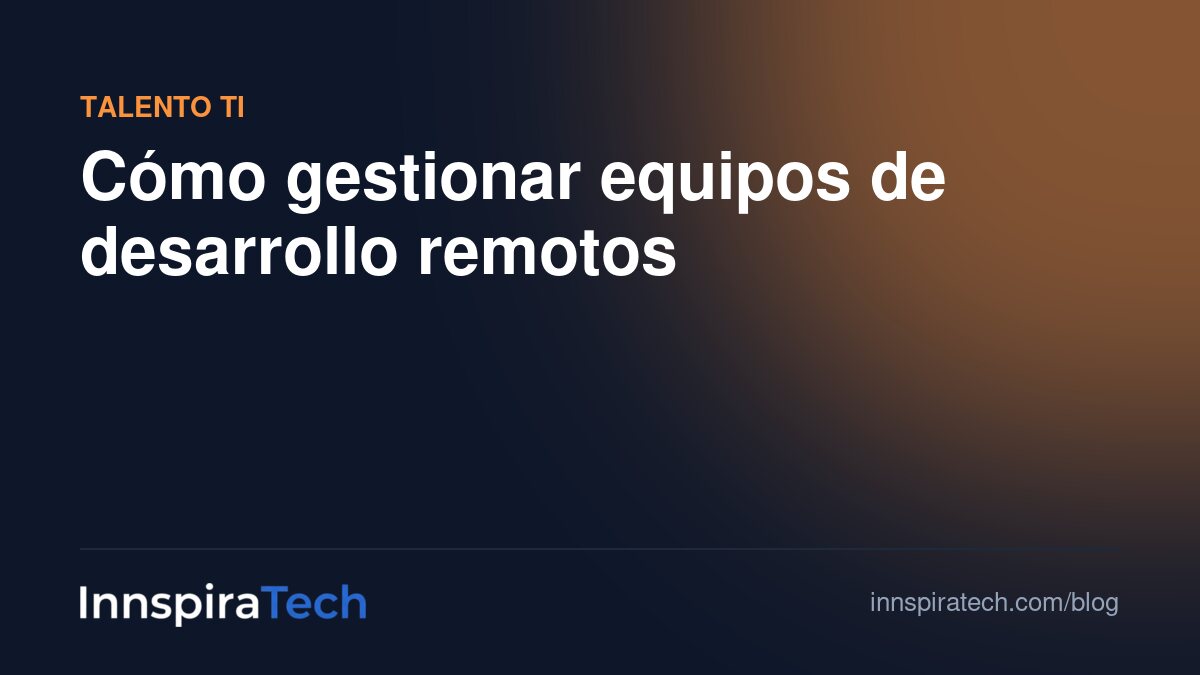 TALENTO TI
Cómo gestionar equipos de
desarrollo remotos
InnspiraTech
innspiratech.com/blog